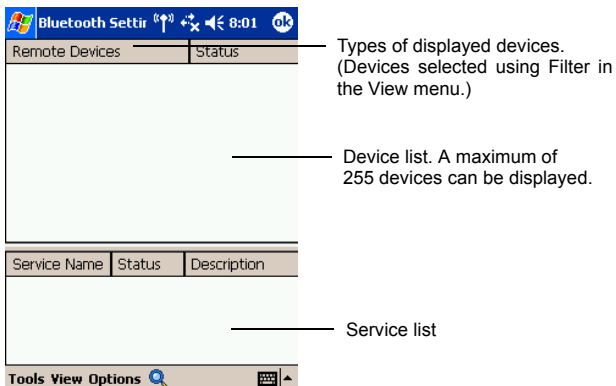 Bluetooth Settir 8:01 ok
Remote Devices Status
Types of displayed devices.
(Devices selected using Filter in
the View menu.)
Device list. A maximum of
255 devices can be displayed.
Service Name Status Description
Service list
Tools View Options